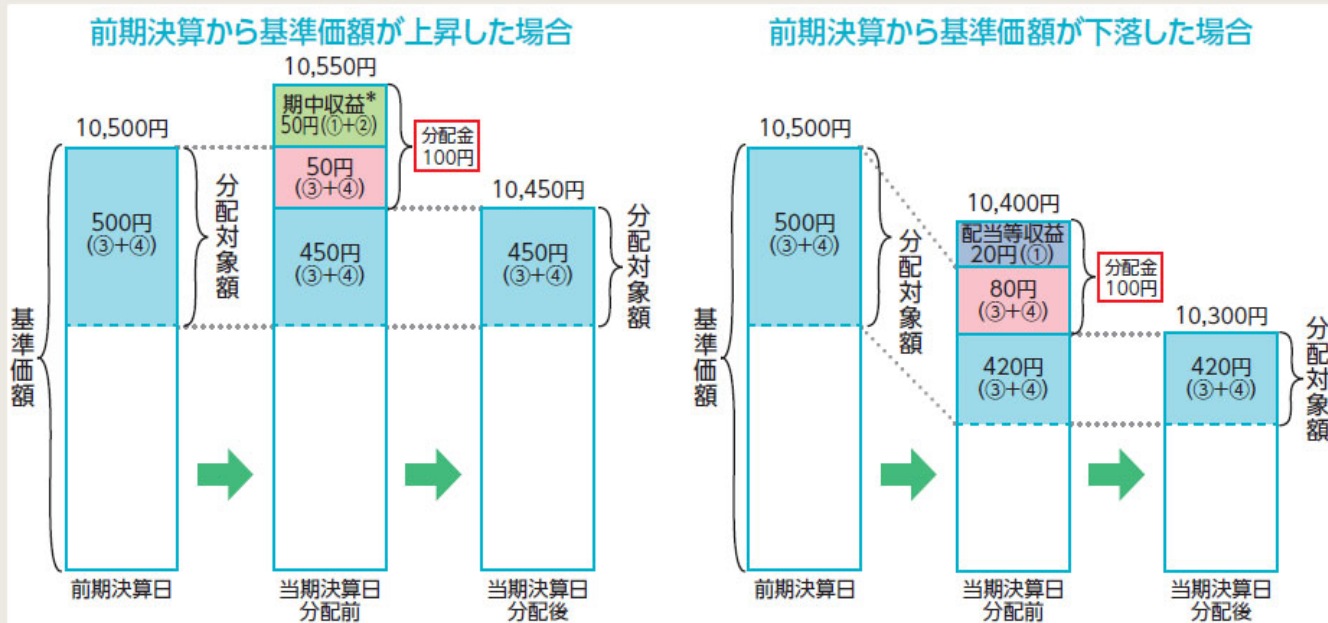 前期決算から基準価額が上昇した場合
10,500円
500円
(③+④)
分配対象額
基準価額
前期決算日
10,550円
期中収益*
50円(①+②)
50円
(③+④)
450円
(③+④)
分配金
100円
当期決算日
分配前
10,450円
450円
(③+④)
分配対象額
当期決算日
分配後
前期決算から基準価額が下落した場合
10,500円
500円
(③+④)
分配対象額
基準価額
前期決算日
10,400円
配当等収益
20円(①)
80円
(③+④)
420円
(③+④)
分配金
100円
当期決算日
分配前
10,300円
420円
(③+④)
分配対象額
当期決算日
分配後